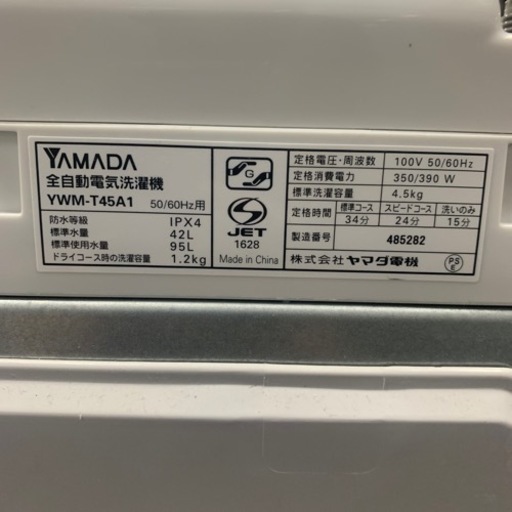 YAMADA
全自動電気洗濯機
YWM-T45A1 50/60Hz用
防水等級 IPX4
標準水量 42L
標準使用水量 95L
ドライコース時の洗濯容量 1.2kg
G
S
JET
1628
Made in China
定格電圧・周波数 100V 50/60Hz
定格消費電力 350/390 W
標準洗濯容量 4.5kg
定格時間 標準コース スピードコース 洗いのみ
34分 24分 15分
製造番号 485282
株式会社 ヤマダ電機
PS
E